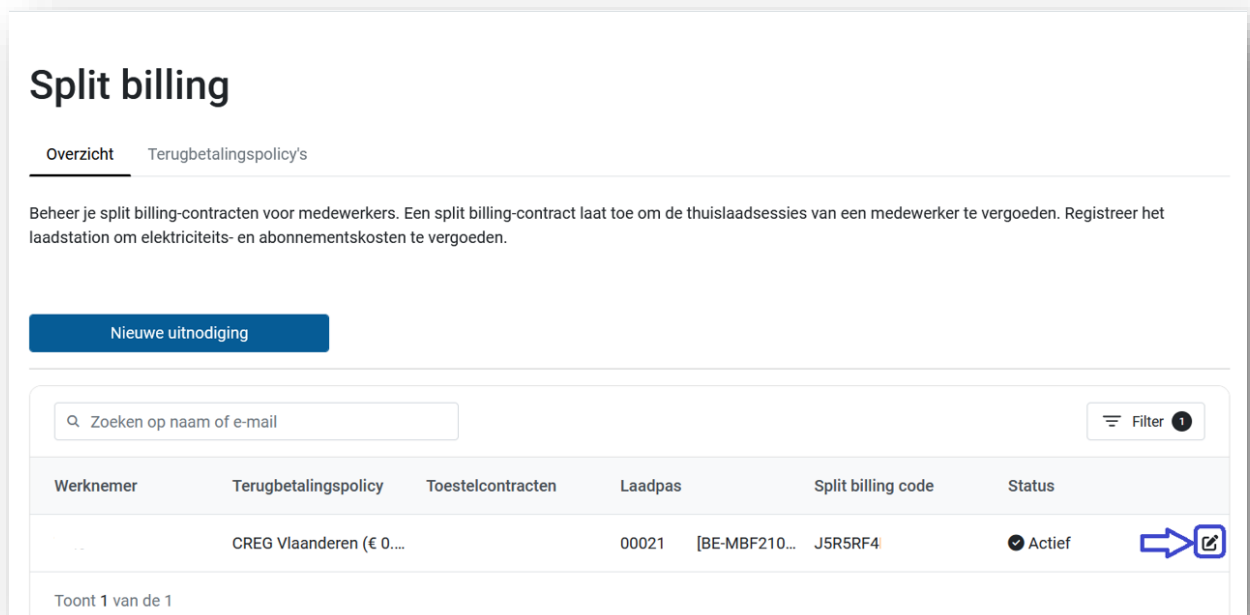 Split billing
Overzicht Terugbetalingspolicy's
Beheer je split billing-contracten voor medewerkers. Een split billing-contract laat toe om de thuislaadsessies van een medewerker te vergoeden. Registreer het
laadstation om elektriciteits- en abonnementskosten te vergoeden.
Nieuwe uitnodiging
Zoeken op naam of e-mail Filter 1
Werknemer Terugbetalingspolicy Toestelcontracten Laadpas Split billing code Status
CREG Vlaanderen (€ 0.... 00021 [BE-MBF210... J5R5RF4 Actief
Toont 1 van de 1